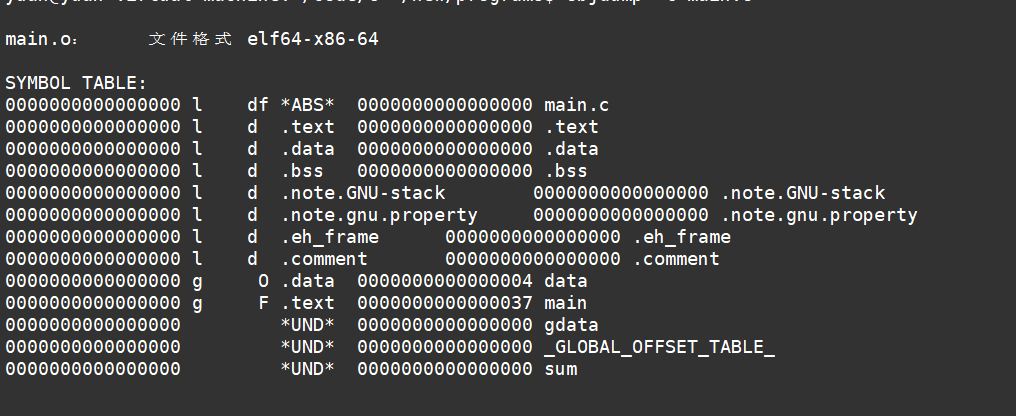 main.o：     文件格式 elf64-x86-64
SYMBOL TABLE:
0000000000000000 l    df *ABS*  0000000000000000 main.c
0000000000000000 l    d  .text  0000000000000000 .text
0000000000000000 l    d  .data  0000000000000000 .data
0000000000000000 l    d  .bss   0000000000000000 .bss
0000000000000000 l    d  .note.GNU-stack        0000000000000000 .note.GNU-stack
0000000000000000 l    d  .note.gnu.property     0000000000000000 .note.gnu.property
0000000000000000 l    d  .eh_frame      0000000000000000 .eh_frame
0000000000000000 l    d  .comment       0000000000000000 .comment
0000000000000000 g     O .data  0000000000000004 data
0000000000000000 g     F .text  0000000000000037 main
0000000000000000         *UND*  0000000000000000 gdata
0000000000000000         *UND*  0000000000000000 _GLOBAL_OFFSET_TABLE_
0000000000000000         *UND*  0000000000000000 sum